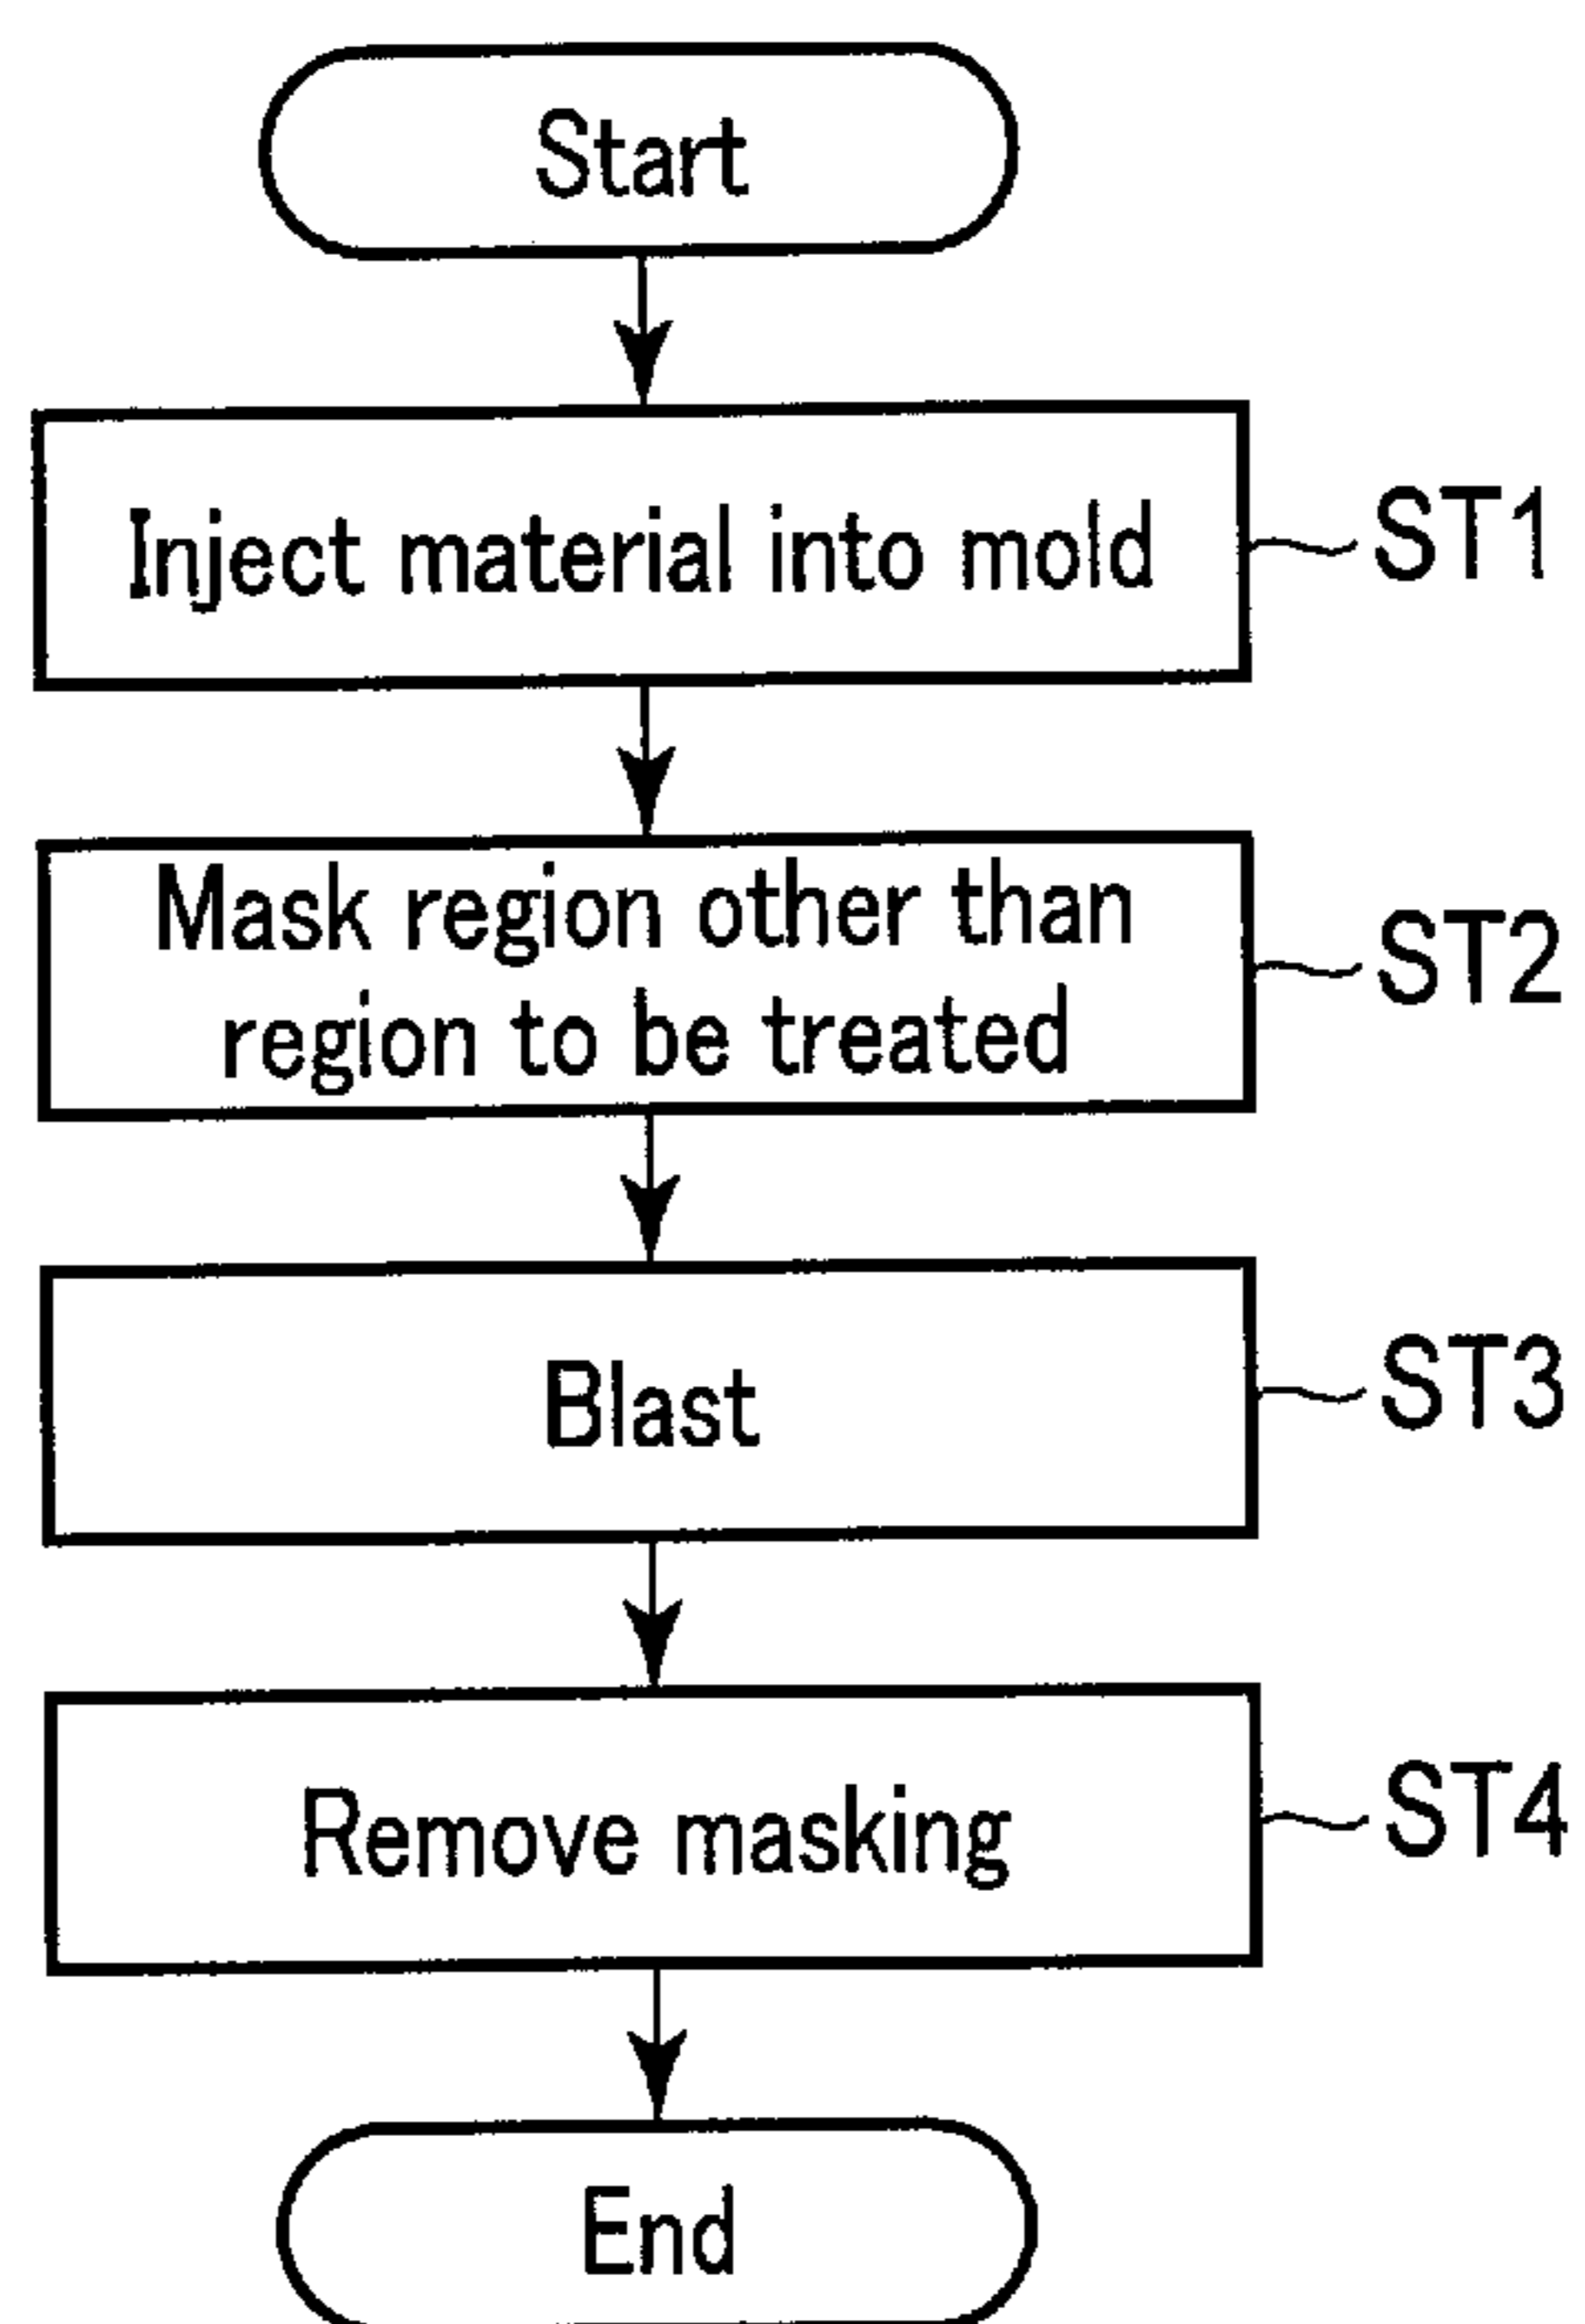 Start
Inject material into mold
ST1
Mask region other than
region to be treated
ST2
Blast
ST3
Remove masking
ST4
End